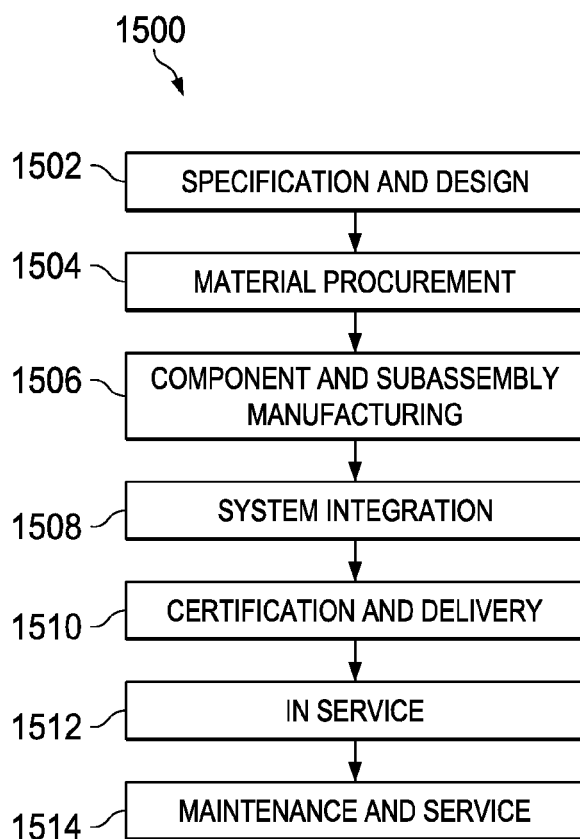 1500
1502 SPECIFICATION AND DESIGN
1504 MATERIAL PROCUREMENT
1506 COMPONENT AND SUBASSEMBLY
MANUFACTURING
1508 SYSTEM INTEGRATION
1510 CERTIFICATION AND DELIVERY
1512 IN SERVICE
1514 MAINTENANCE AND SERVICE